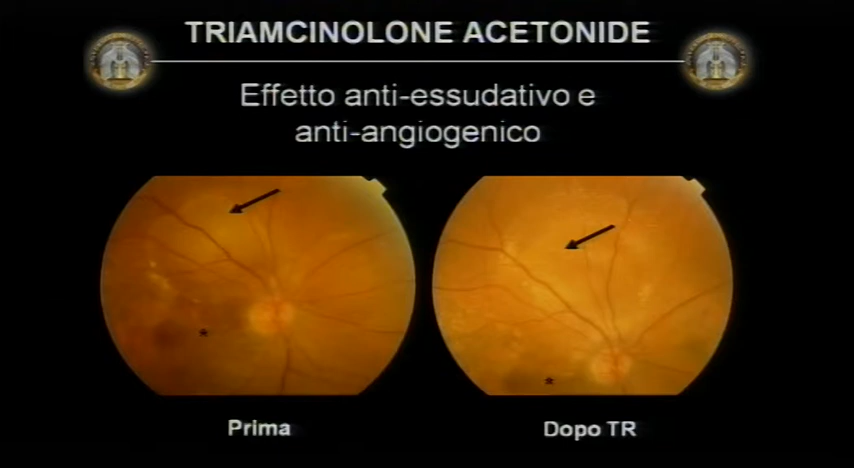 TRIAMCINOLONE ACETONIDE
Effetto anti-essudativo e
anti-angiogenico
*
*
Prima
Dopo TR